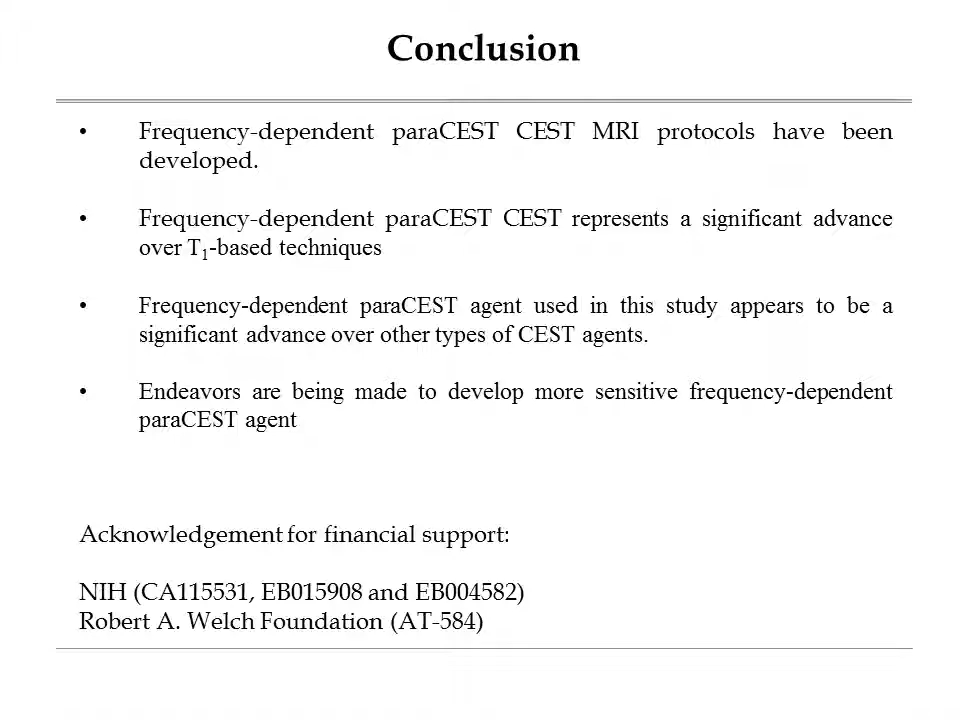 Conclusion
• Frequency-dependent paraCEST CEST MRI protocols have been
developed.
• Frequency-dependent paraCEST CEST represents a significant advance
over T₁-based techniques
• Frequency-dependent paraCEST agent used in this study appears to be a
significant advance over other types of CEST agents.
• Endeavors are being made to develop more sensitive frequency-dependent
paraCEST agent
Acknowledgement for financial support:
NIH (CA115531, EB015908 and EB004582)
Robert A. Welch Foundation (AT-584)